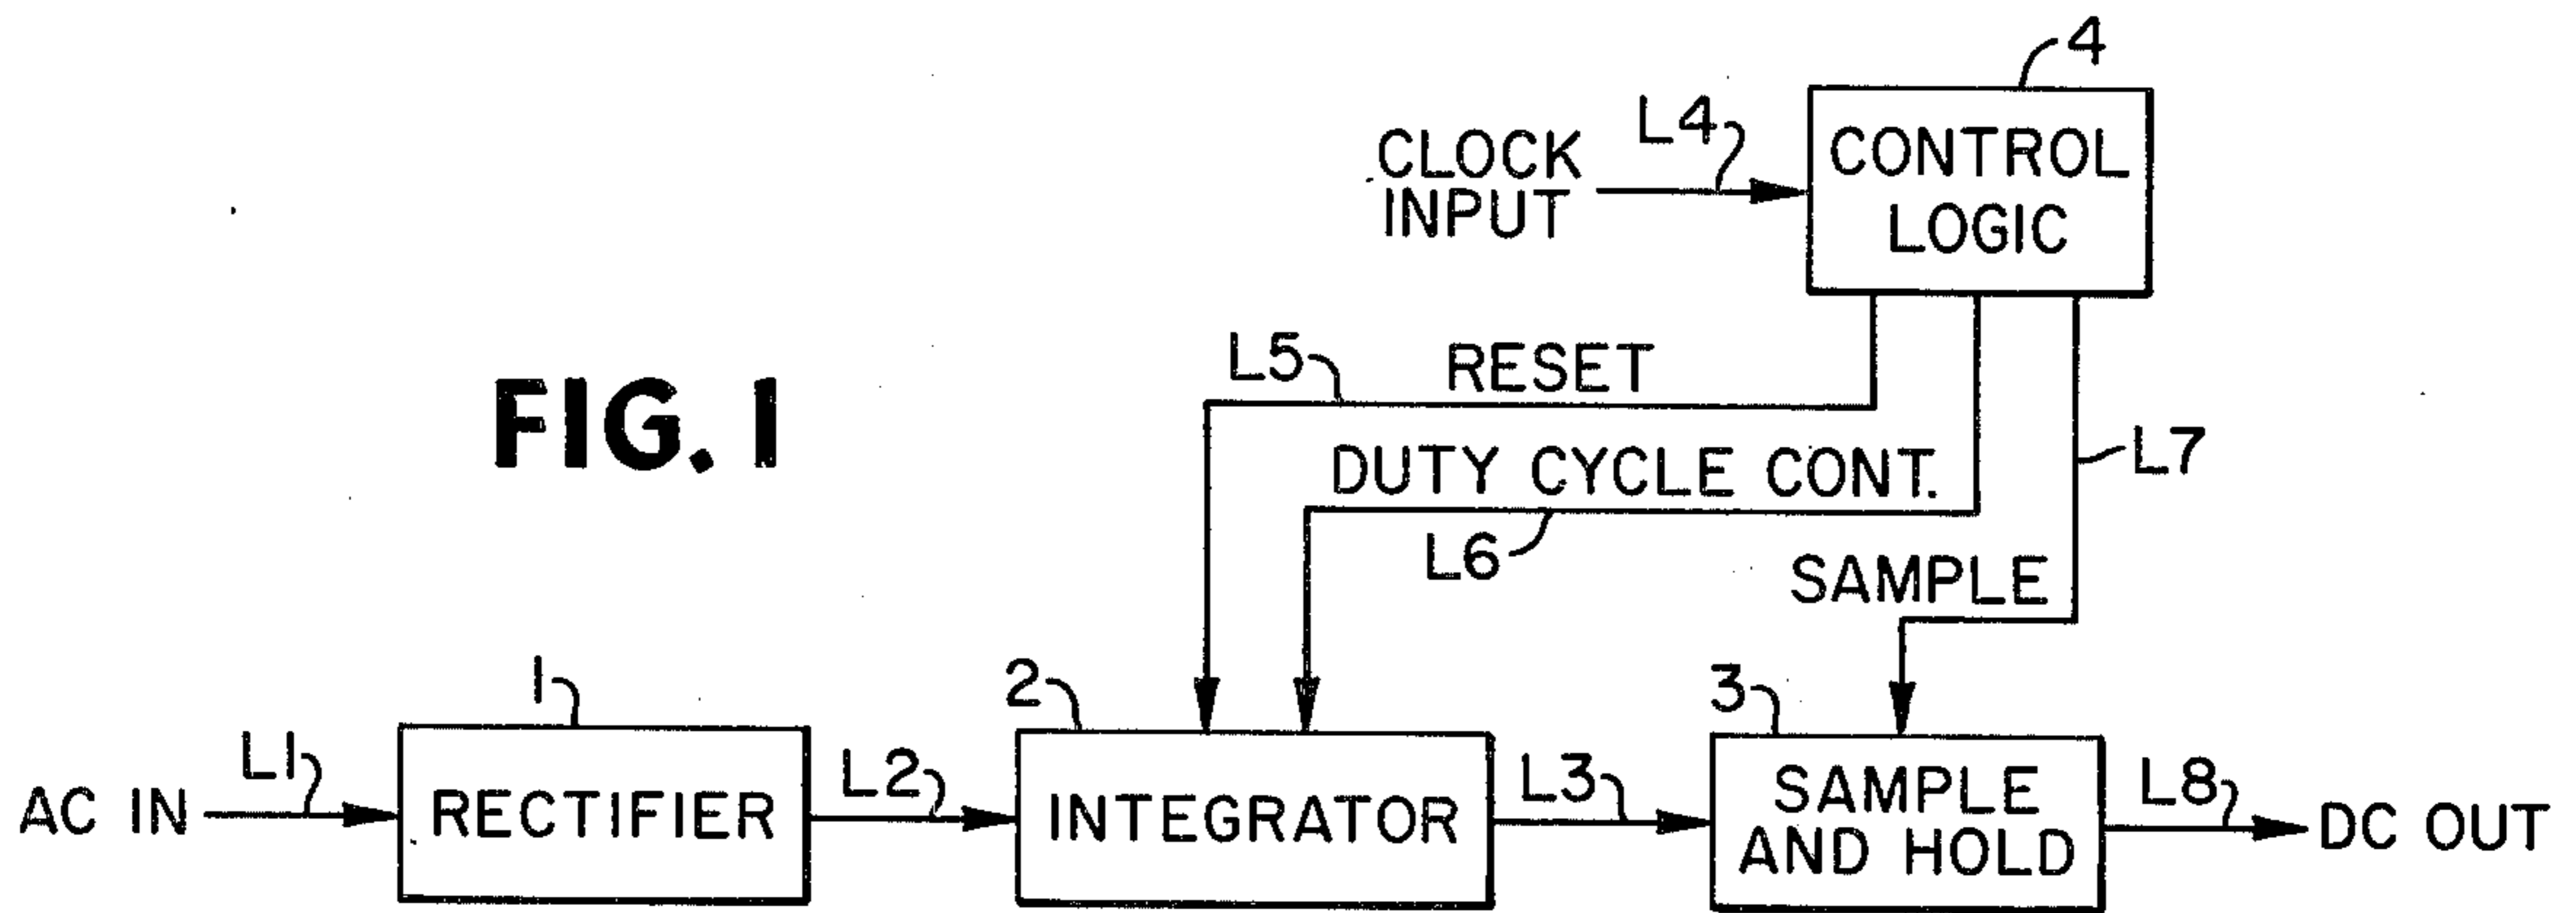 4
L4
CLOCK
INPUT
CONTROL
LOGIC
L5
RESET
FIG. 1
DUTY CYCLE CONT.
L7
L6
SAMPLE
1
2
3
L1
L2
L3
L8
AC IN
RECTIFIER
INTEGRATOR
SAMPLE
AND HOLD
DC OUT